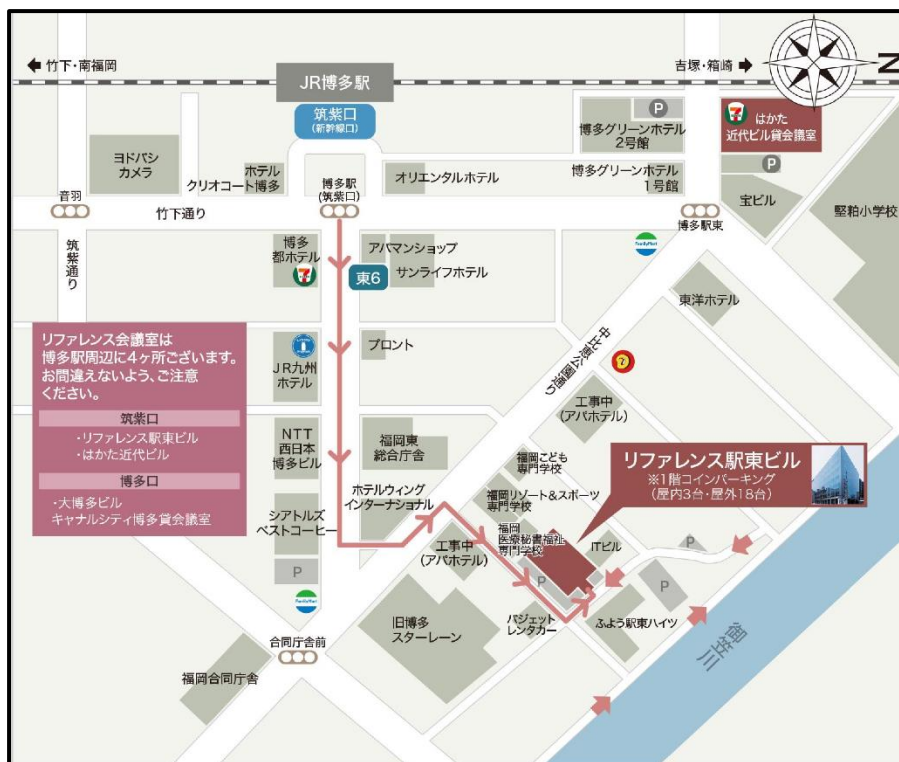 竹下・南福岡
JR博多駅
吉塚・箱崎
N
筑紫口
(新幹線口)
P
博多グリーンホテル
2号館
はかた
近代ビル貸会議室
ヨドバシ
カメラ
ホテル
クリオコート博多
博多駅
(筑紫口)
オリエンタルホテル
博多グリーンホテル
1号館
P
宝ビル
堅粕小学校
音羽
竹下通り
博多駅東
筑紫通り
博多
都ホテル
アパマンショップ
サンライフホテル
東6
FamilyMart
東洋ホテル
リファレンス会議室は
博多駅周辺に4ヶ所ございます。
お間違えないよう、ご注意
ください。
筑紫口
・リファレンス駅東ビル
・はかた近代ビル
博多口
・大博多ビル
キャナルシティ博多貸会議室
JR九州
ホテル
プロント
中比恵公園通り
工事中
(アパホテル)
NTT
西日本
博多ビル
福岡東
総合庁舎
福岡こども
専門学校
リファレンス駅東ビル
※1階コインパーキング
(屋内3台・屋外18台)
ホテルウィング
インターナショナル
福岡リゾート&スポーツ
専門学校
シアトルズ
ベストコーヒー
工事中
(アパホテル)
福岡
医療秘書福祉
専門学校
ITビル
P
P
P
P
FamilyMart
旧博多
スターレーン
バジェット
レンタカー
ふよう駅東ハイツ
御笠川
合同庁舎前
福岡合同庁舎